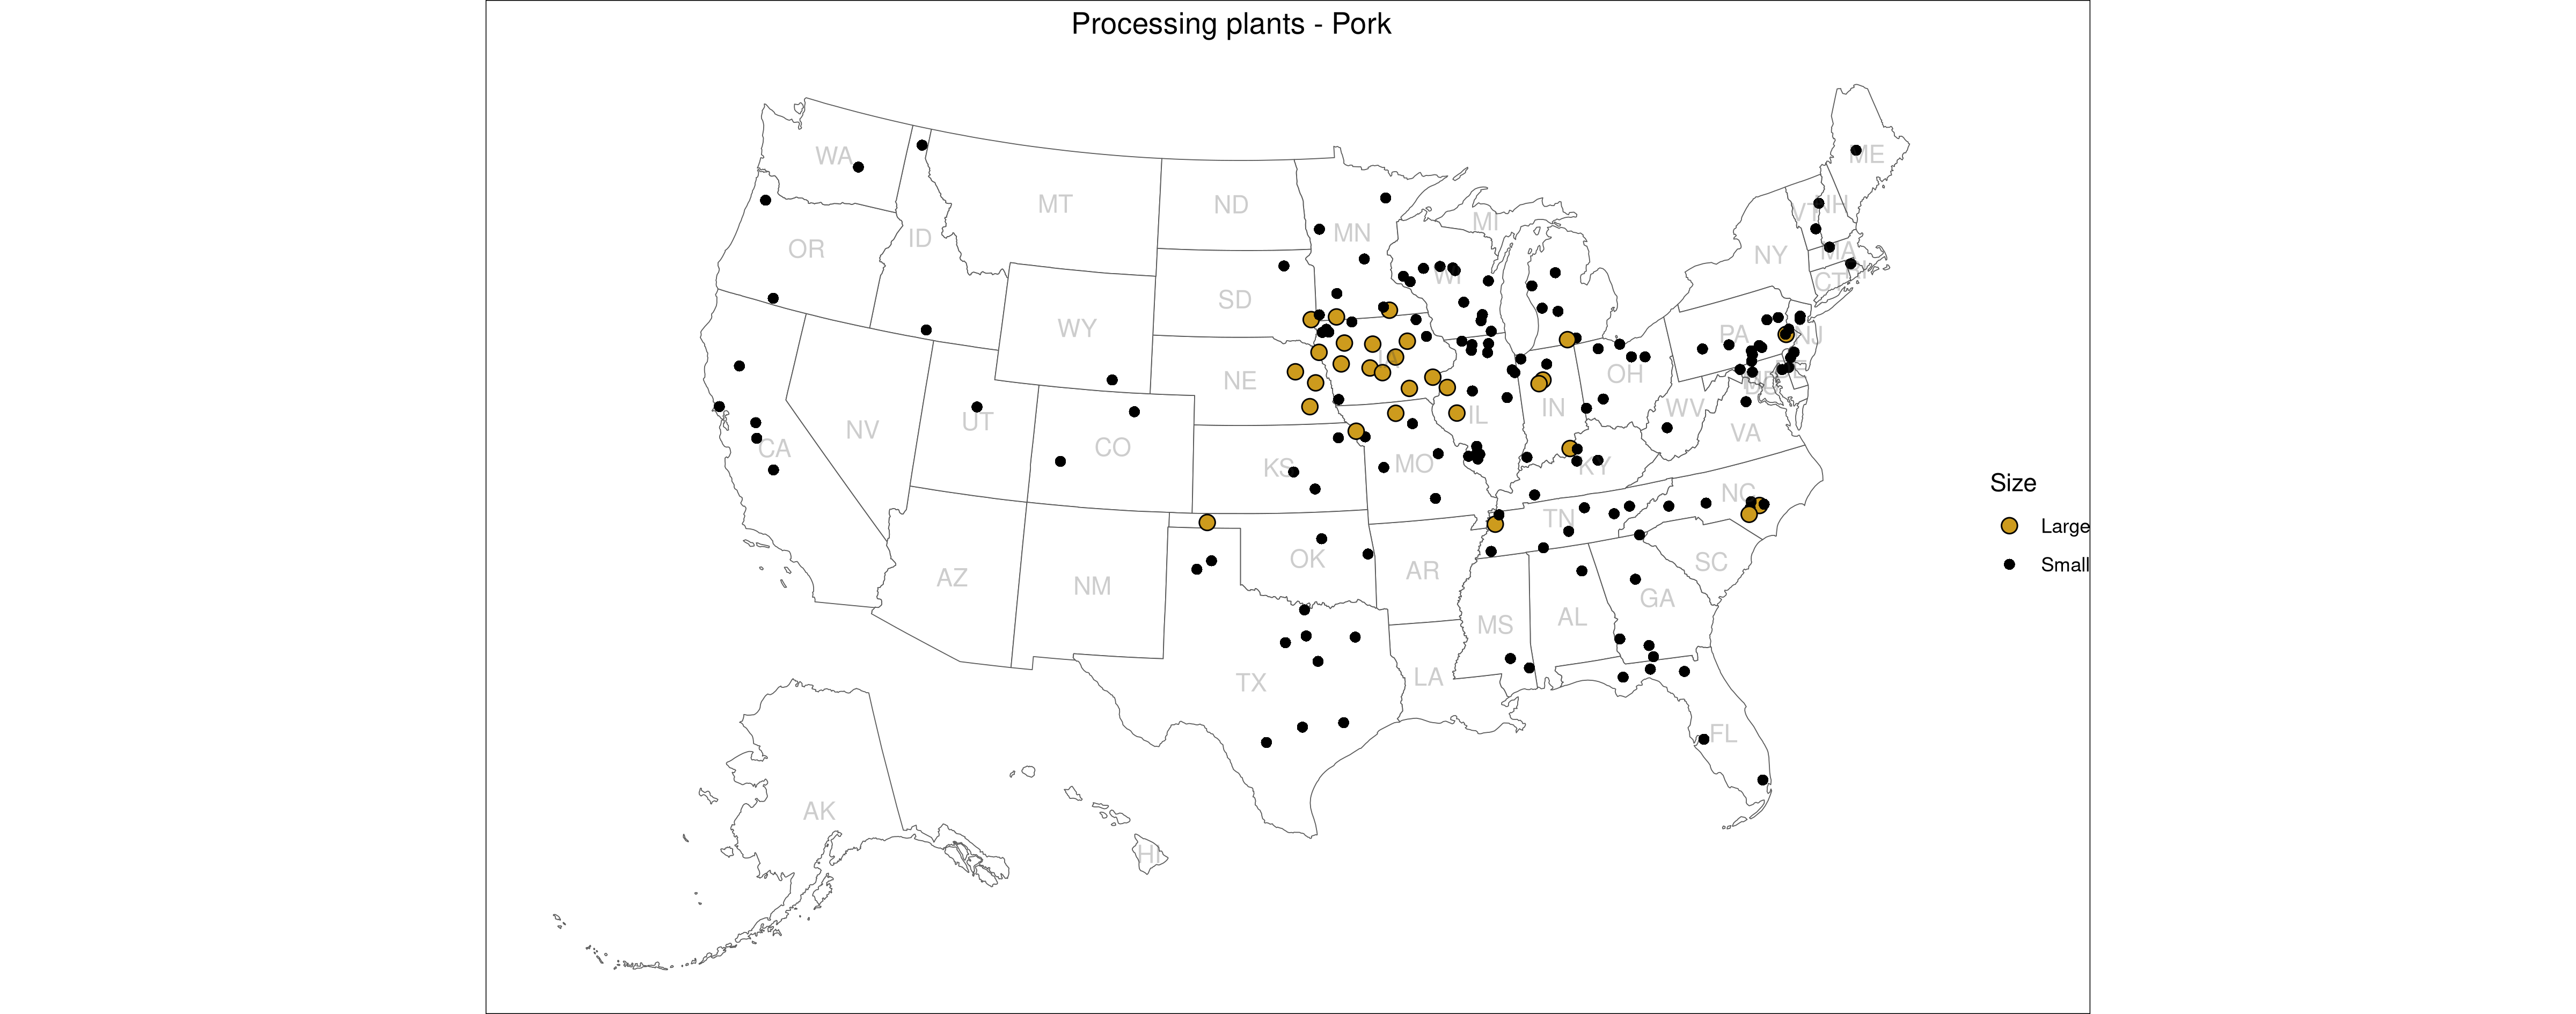 Processing plants - Pork
WA
MT
ND
MN
MI
ME
VT
NH
OR
ID
SD
WI
NY
MA
CT
WY
NE
IA
PA
NJ
OH
NV
UT
CO
KS
MO
IL
IN
WV
MD
DE
VA
CA
KY
AZ
NM
OK
AR
TN
NC
SC
TX
LA
MS
AL
GA
FL
AK
HI
Size
Large
Small